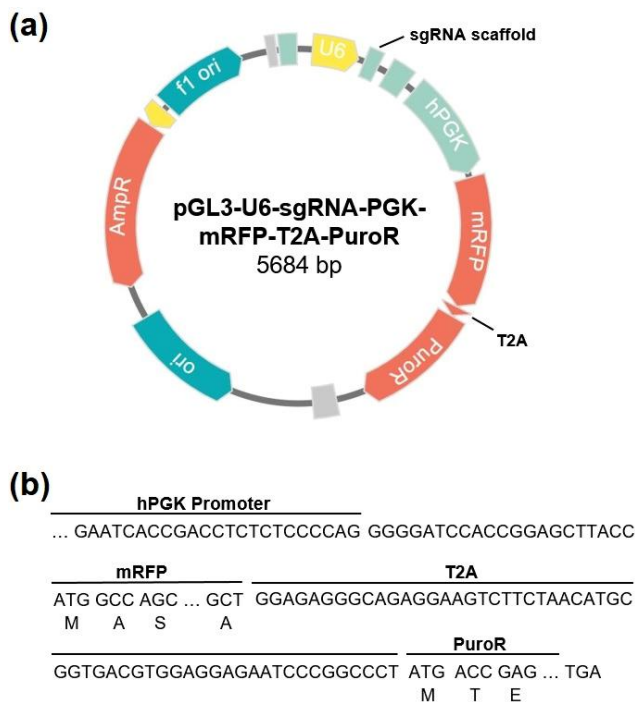 (a)
sgRNA scaffold
U6
f1 ori
hPGK
AmpR
mRFP
pGL3-U6-sgRNA-PGK-
mRFP-T2A-PuroR
5684 bp
T2A
PuroR
ori
(b)
hPGK Promoter
... GAATCACCGACCTCTCTCCCCAG GGGGATCCACCGGAGCTTACC
mRFP T2A
ATG GCC AGC ... GCT GGAGAGGGCAGAGGAAGTCTTCTAACATGC
M A S A
PuroR
GGTGACGTGGAGGAGAATCCCGGCCCT ATG ACC GAG ... TGA
M T E